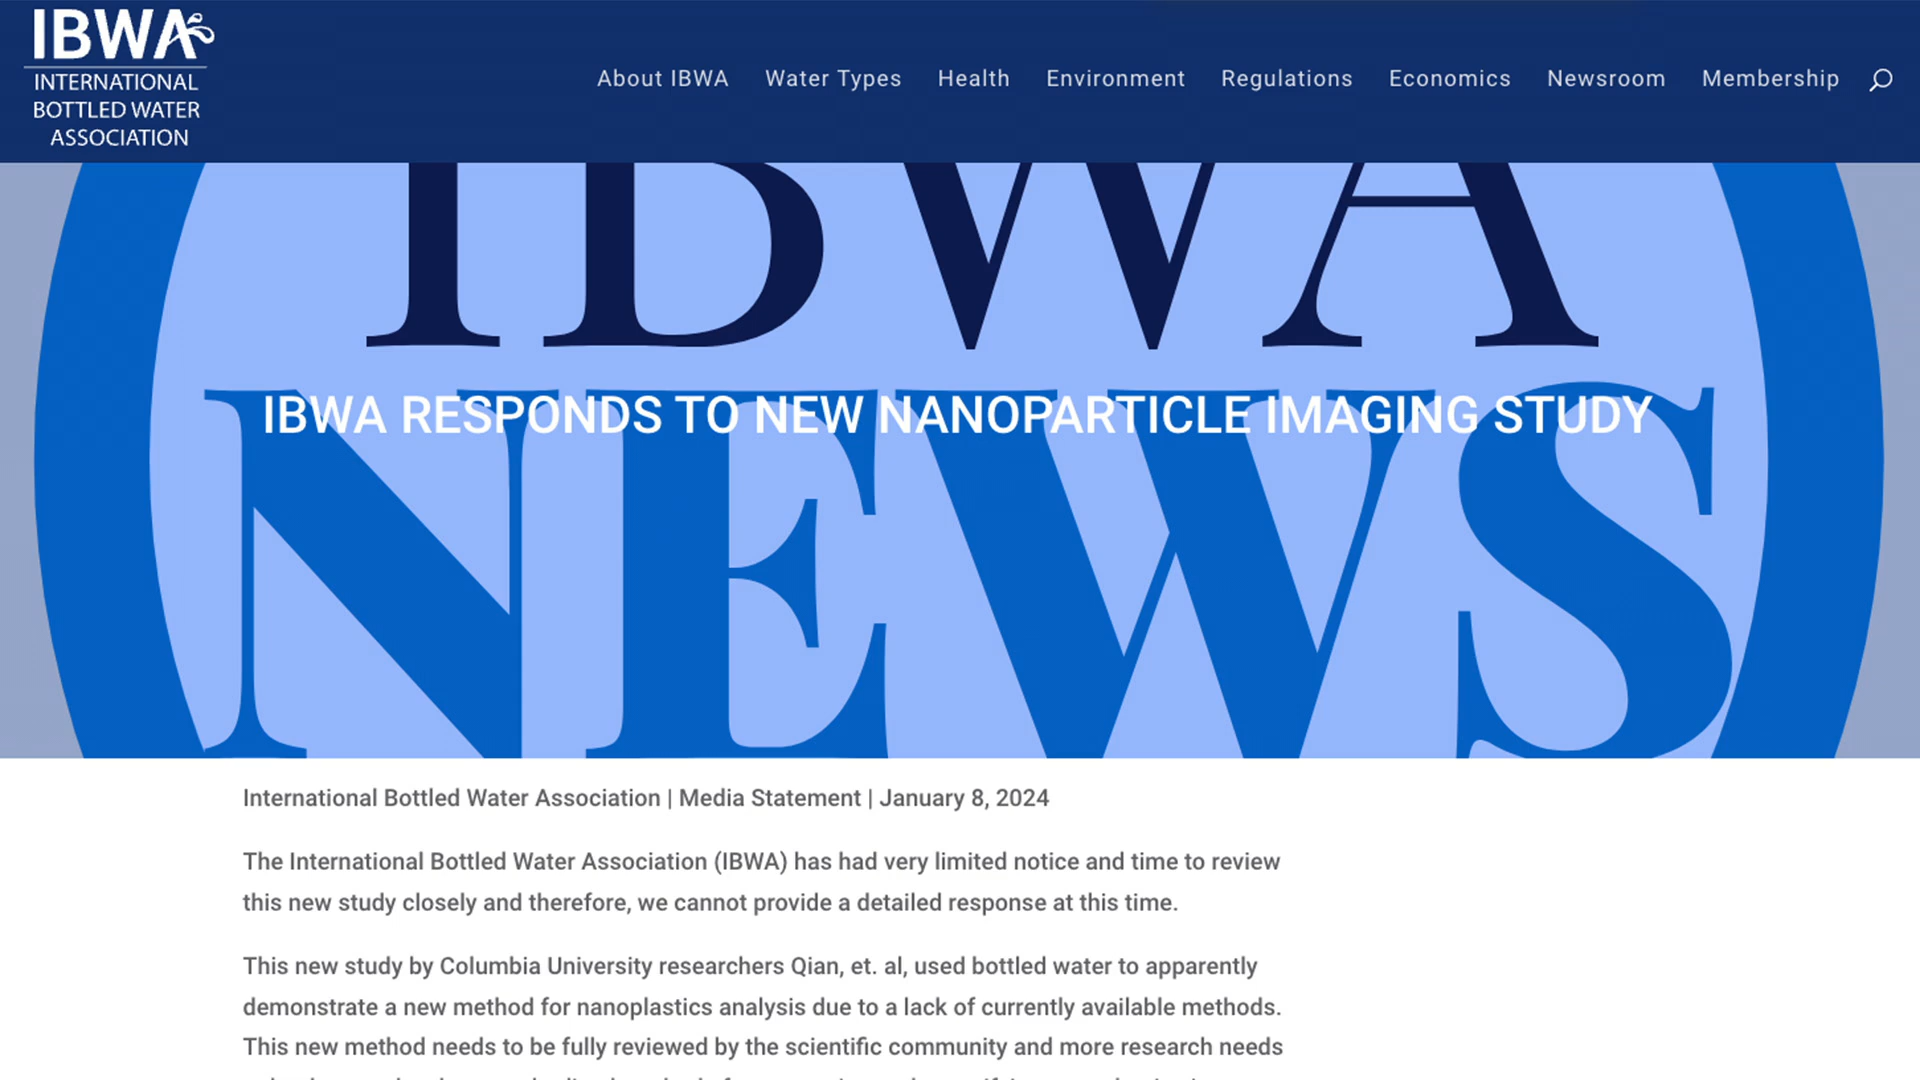 IBWA
INTERNATIONAL
BOTTLED WATER
ASSOCIATION
About IBWA Water Types Health Environment Regulations Economics Newsroom Membership
IBWA
NEWS
IBWA RESPONDS TO NEW NANOPARTICLE IMAGING STUDY
International Bottled Water Association | Media Statement | January 8, 2024
The International Bottled Water Association (IBWA) has had very limited notice and time to review
this new study closely and therefore, we cannot provide a detailed response at this time.
This new study by Columbia University researchers Qian, et. al, used bottled water to apparently
demonstrate a new method for nanoplastics analysis due to a lack of currently available methods.
This new method needs to be fully reviewed by the scientific community and more research needs